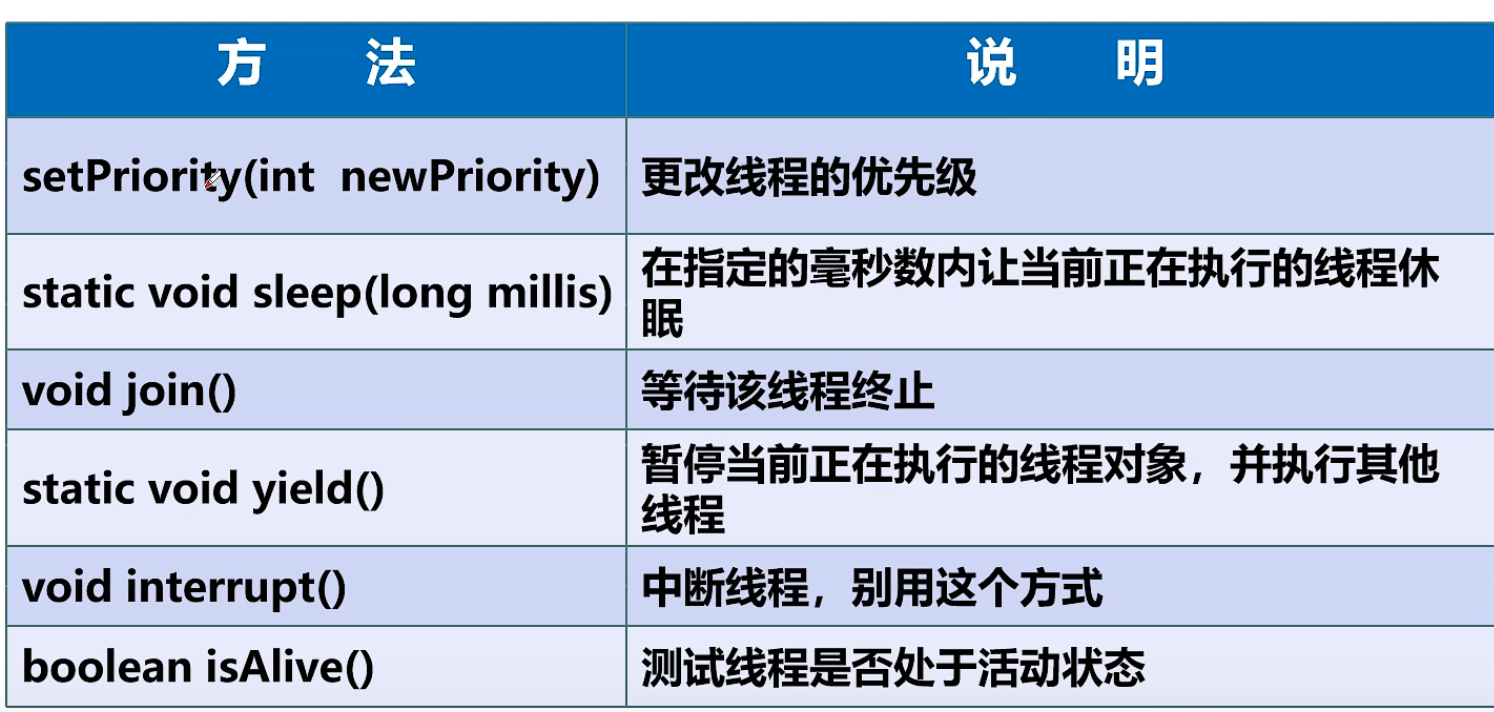 方 法
说 明
setPriority(int newPriority)
更改线程的优先级
static void sleep(long millis)
在指定的毫秒数内让当前正在执行的线程休
眠
void join()
等待该线程终止
static void yield()
暂停当前正在执行的线程对象，并执行其他
线程
void interrupt()
中断线程，别用这个方式
boolean isAlive()
测试线程是否处于活动状态